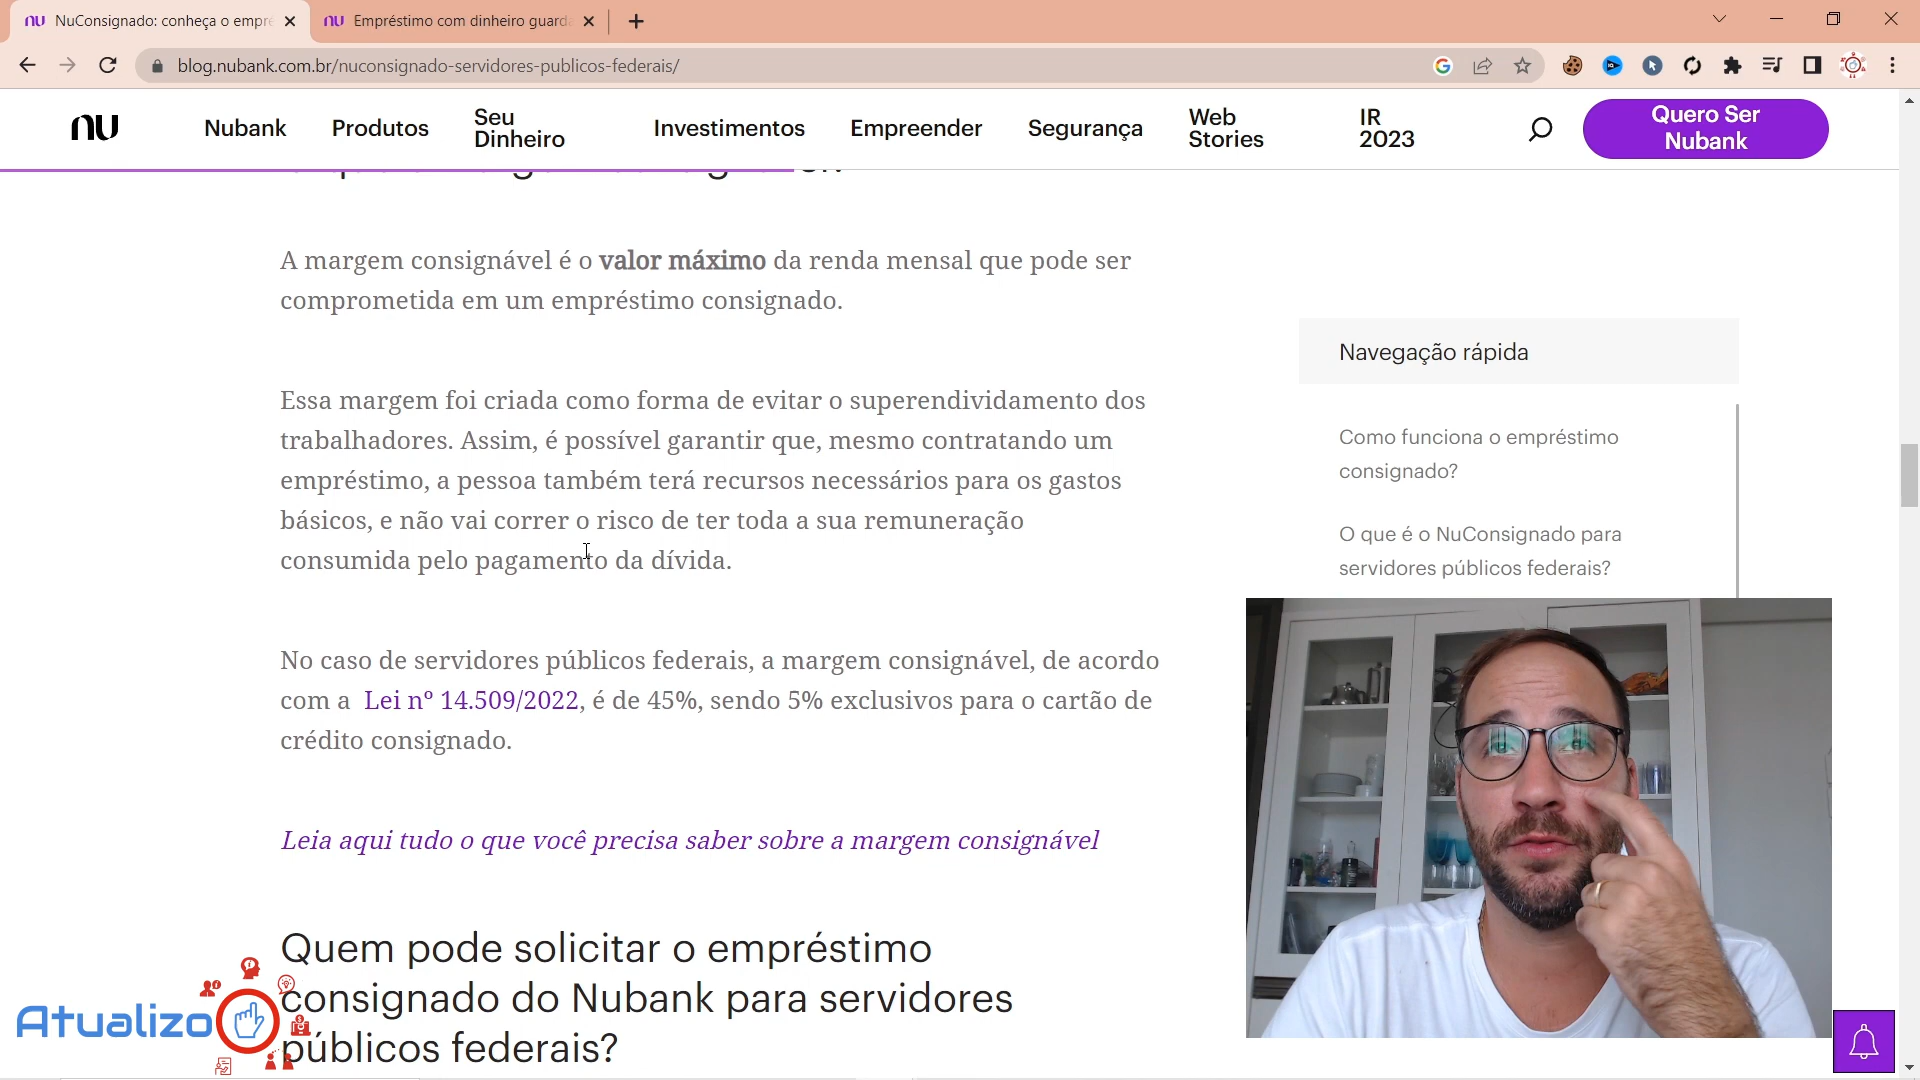 NuConsignado: conheça o empre
Empréstimo com dinheiro guard
blog.nubank.com.br/nuconsignado-servidores-publicos-federais/
nu
Nubank
Produtos
Seu
Dinheiro
Investimentos
Empreender
Segurança
Web
Stories
IR
2023
Quero Ser
Nubank
A margem consignável é o valor máximo da renda mensal que pode ser
comprometida em um empréstimo consignado.
Essa margem foi criada como forma de evitar o superendividamento dos
trabalhadores. Assim, é possível garantir que, mesmo contratando um
empréstimo, a pessoa também terá recursos necessários para os gastos
básicos, e não vai correr o risco de ter toda a sua remuneração
consumida pelo pagamento da dívida.
No caso de servidores públicos federais, a margem consignável, de acordo
com a Lei nº 14.509/2022, é de 45%, sendo 5% exclusivos para o cartão de
crédito consignado.
Leia aqui tudo o que você precisa saber sobre a margem consignável
Quem pode solicitar o empréstimo
consignado do Nubank para servidores
públicos federais?
Navegação rápida
Como funciona o empréstimo
consignado?
O que é o NuConsignado para
servidores públicos federais?
Atualizo